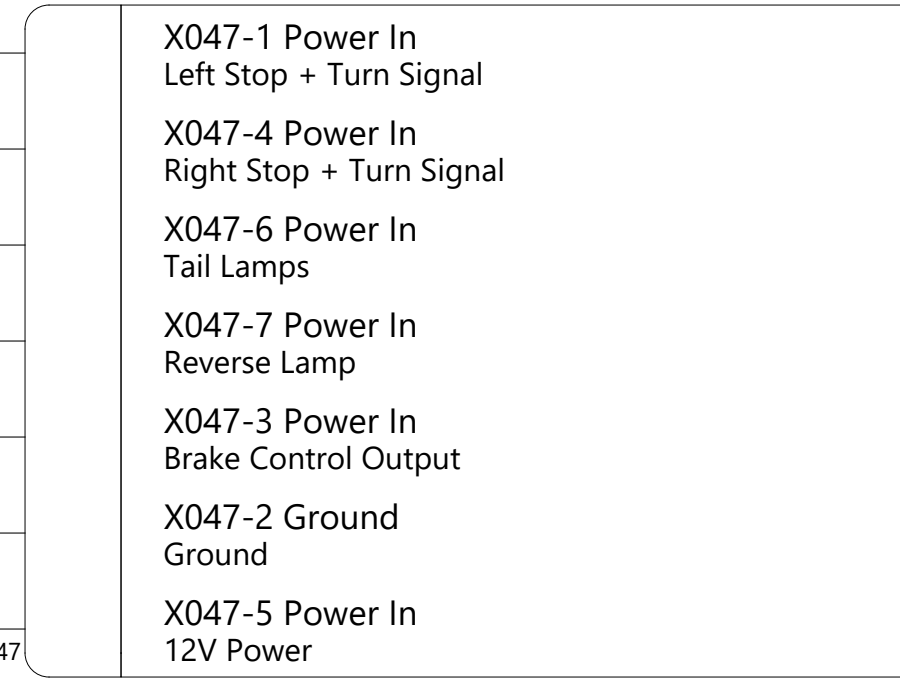 X047-1 Power In
Left Stop + Turn Signal
X047-4 Power In
Right Stop + Turn Signal
X047-6 Power In
Tail Lamps
X047-7 Power In
Reverse Lamp
X047-3 Power In
Brake Control Output
X047-2 Ground
Ground
X047-5 Power In
12V Power
47